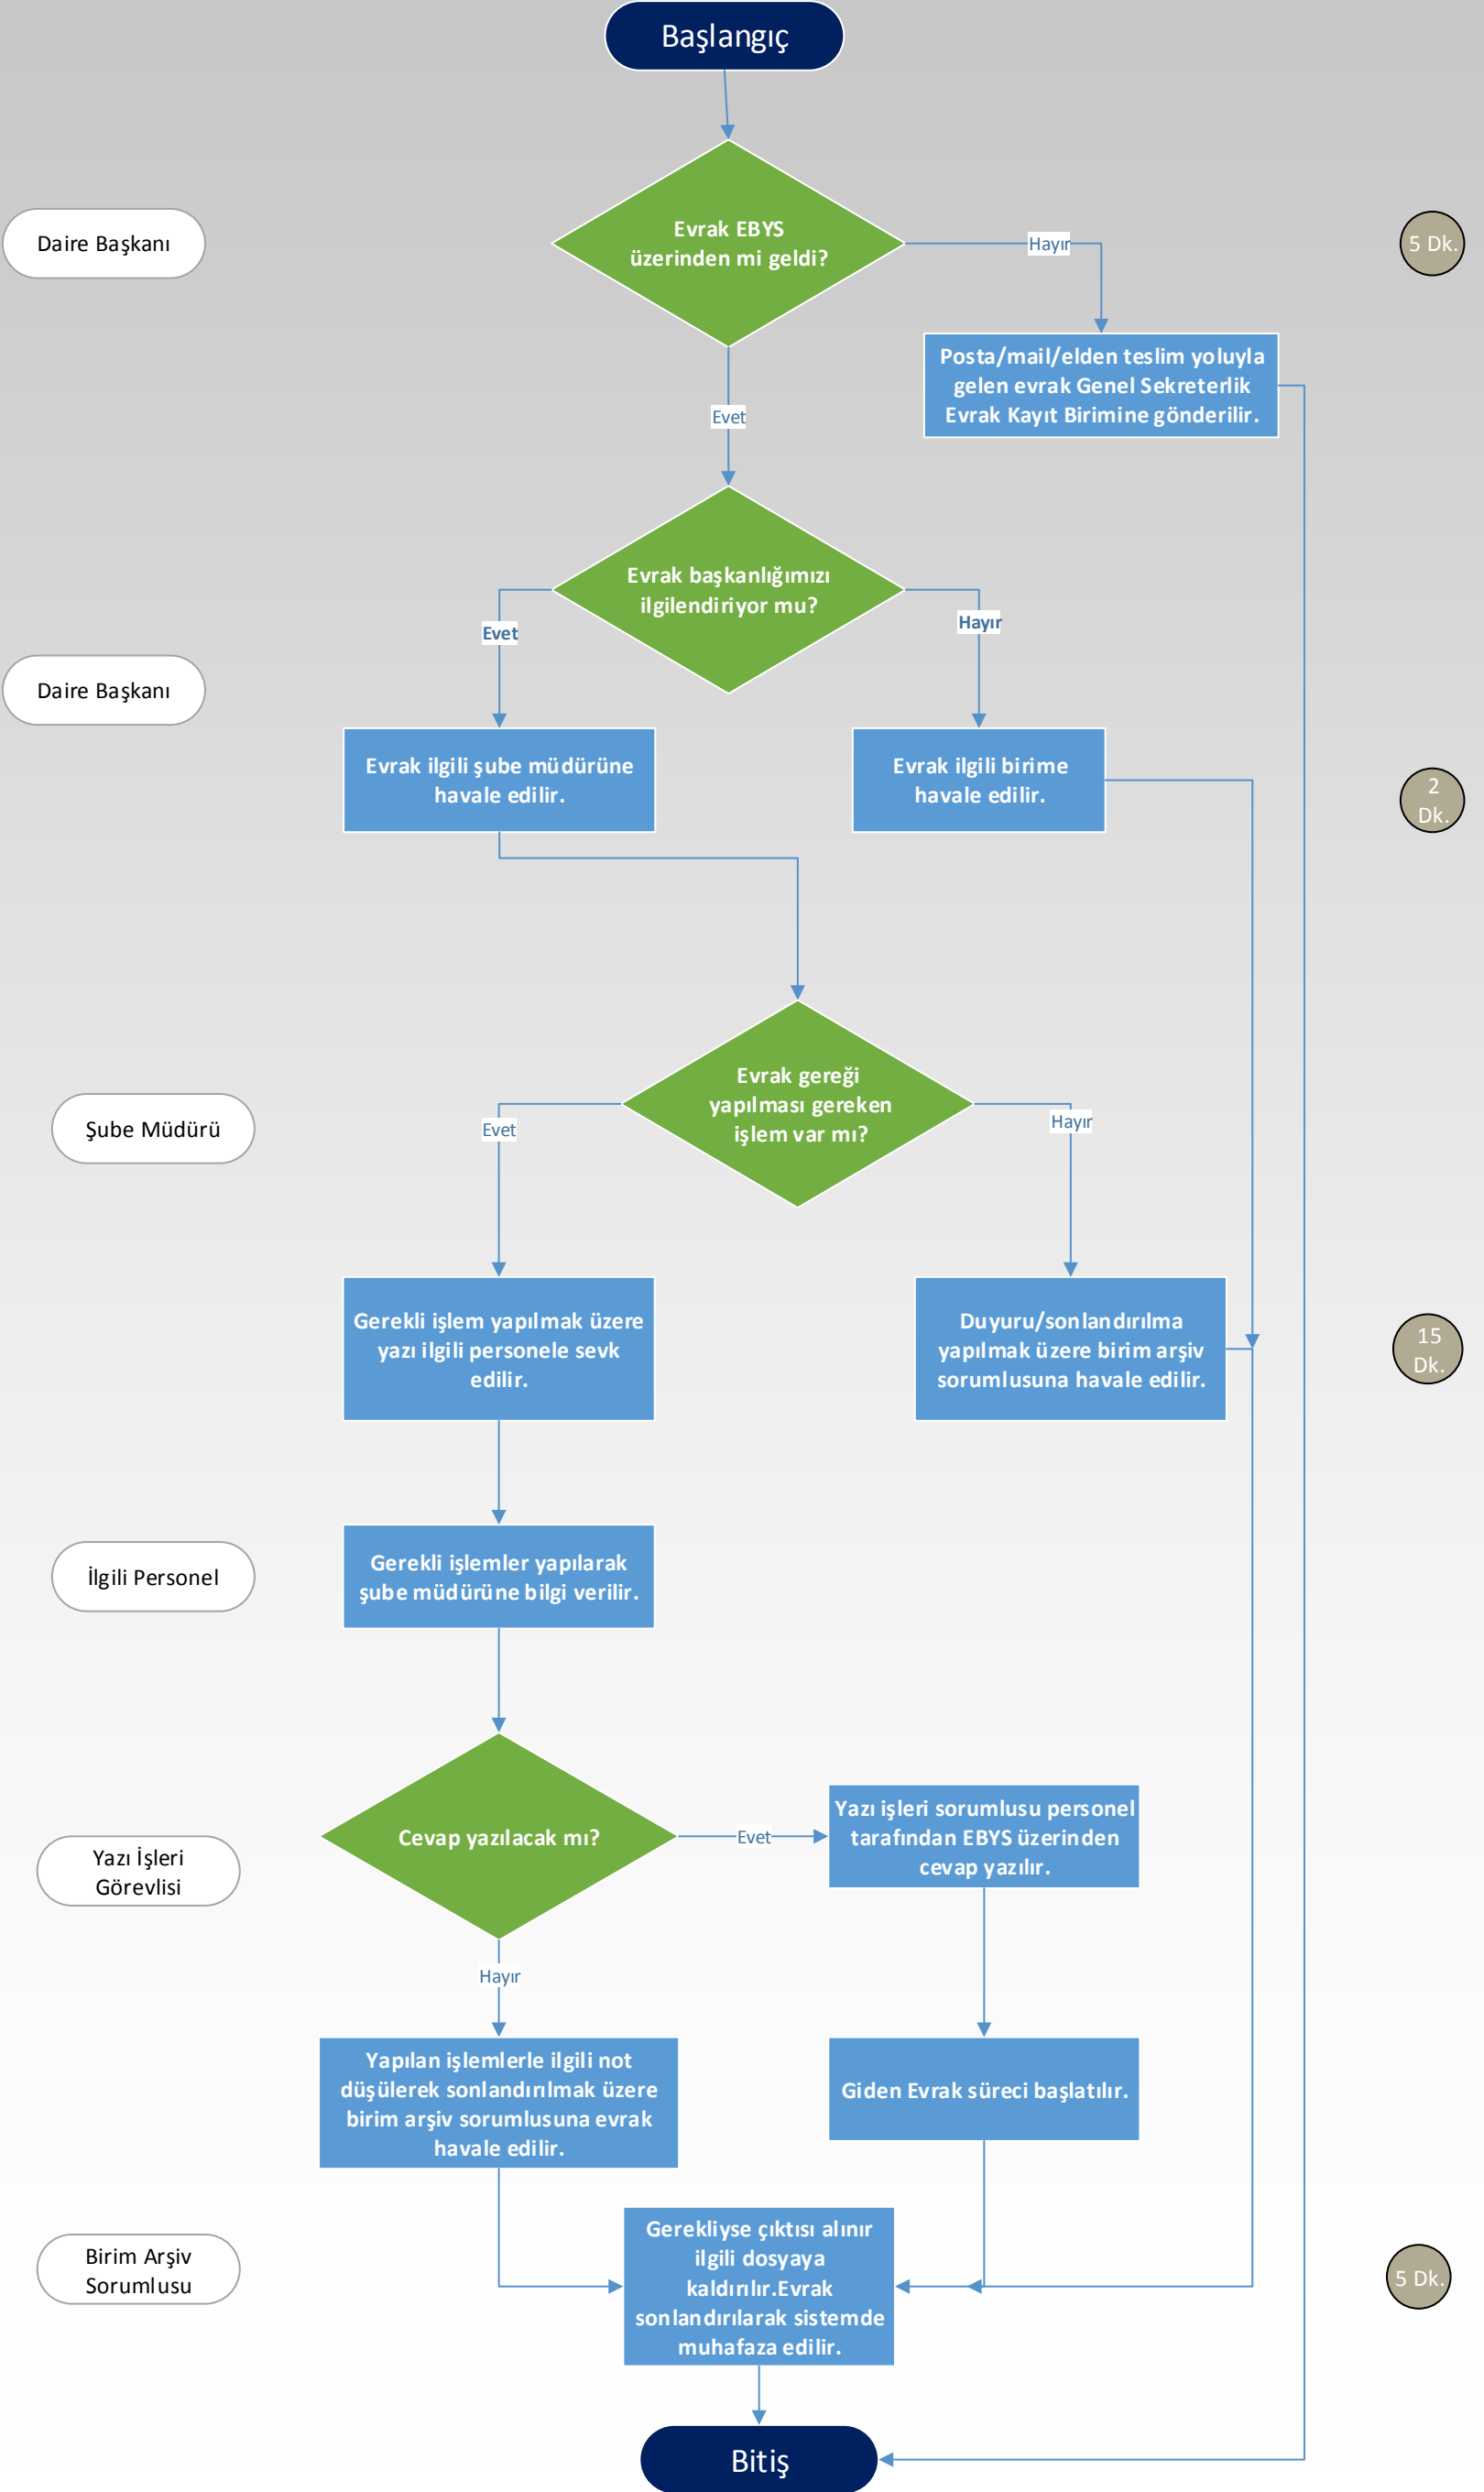 Başlangıç
Daire Başkanı
Evrak EBYS
üzerinden mi geldi?
Hayır
5 Dk.
Posta/mail/elden teslim yoluyla
gelen evrak Genel Sekreterlik
Evrak Kayıt Birimine gönderilir.
Evet
Evrak başkanlığımızı
ilgilendiriyor mu?
Evet
Hayır
Daire Başkanı
Evrak ilgili şube müdürüne
havale edilir.
Evrak ilgili birime
havale edilir.
2
Dk.
Şube Müdürü
Evrak gereği
yapılması gereken
işlem var mı?
Evet
Hayır
Gerekli işlem yapılmak üzere
yazı ilgili personele sevk
edilir.
Duyuru/sonlandırılma
yapılmak üzere birim arşiv
sorumlusuna havale edilir.
15
Dk.
İlgili Personel
Gerekli işlemler yapılarak
şube müdürüne bilgi verilir.
Yazı İşleri
Görevlisi
Cevap yazılacak mı?
Evet
Yazı işleri sorumlusu personel
tarafından EBYS üzerinden
cevap yazılır.
Hayır
Yapılan işlemlerle ilgili not
düşülerek sonlandırılmak üzere
birim arşiv sorumlusuna evrak
havale edilir.
Giden Evrak süreci başlatılır.
Birim Arşiv
Sorumlusu
Gerekliyse çıktısı alınır
ilgili dosyaya
kaldırılır.Evrak
sonlandırılarak sistemde
muhafaza edilir.
5 Dk.
Bitiş